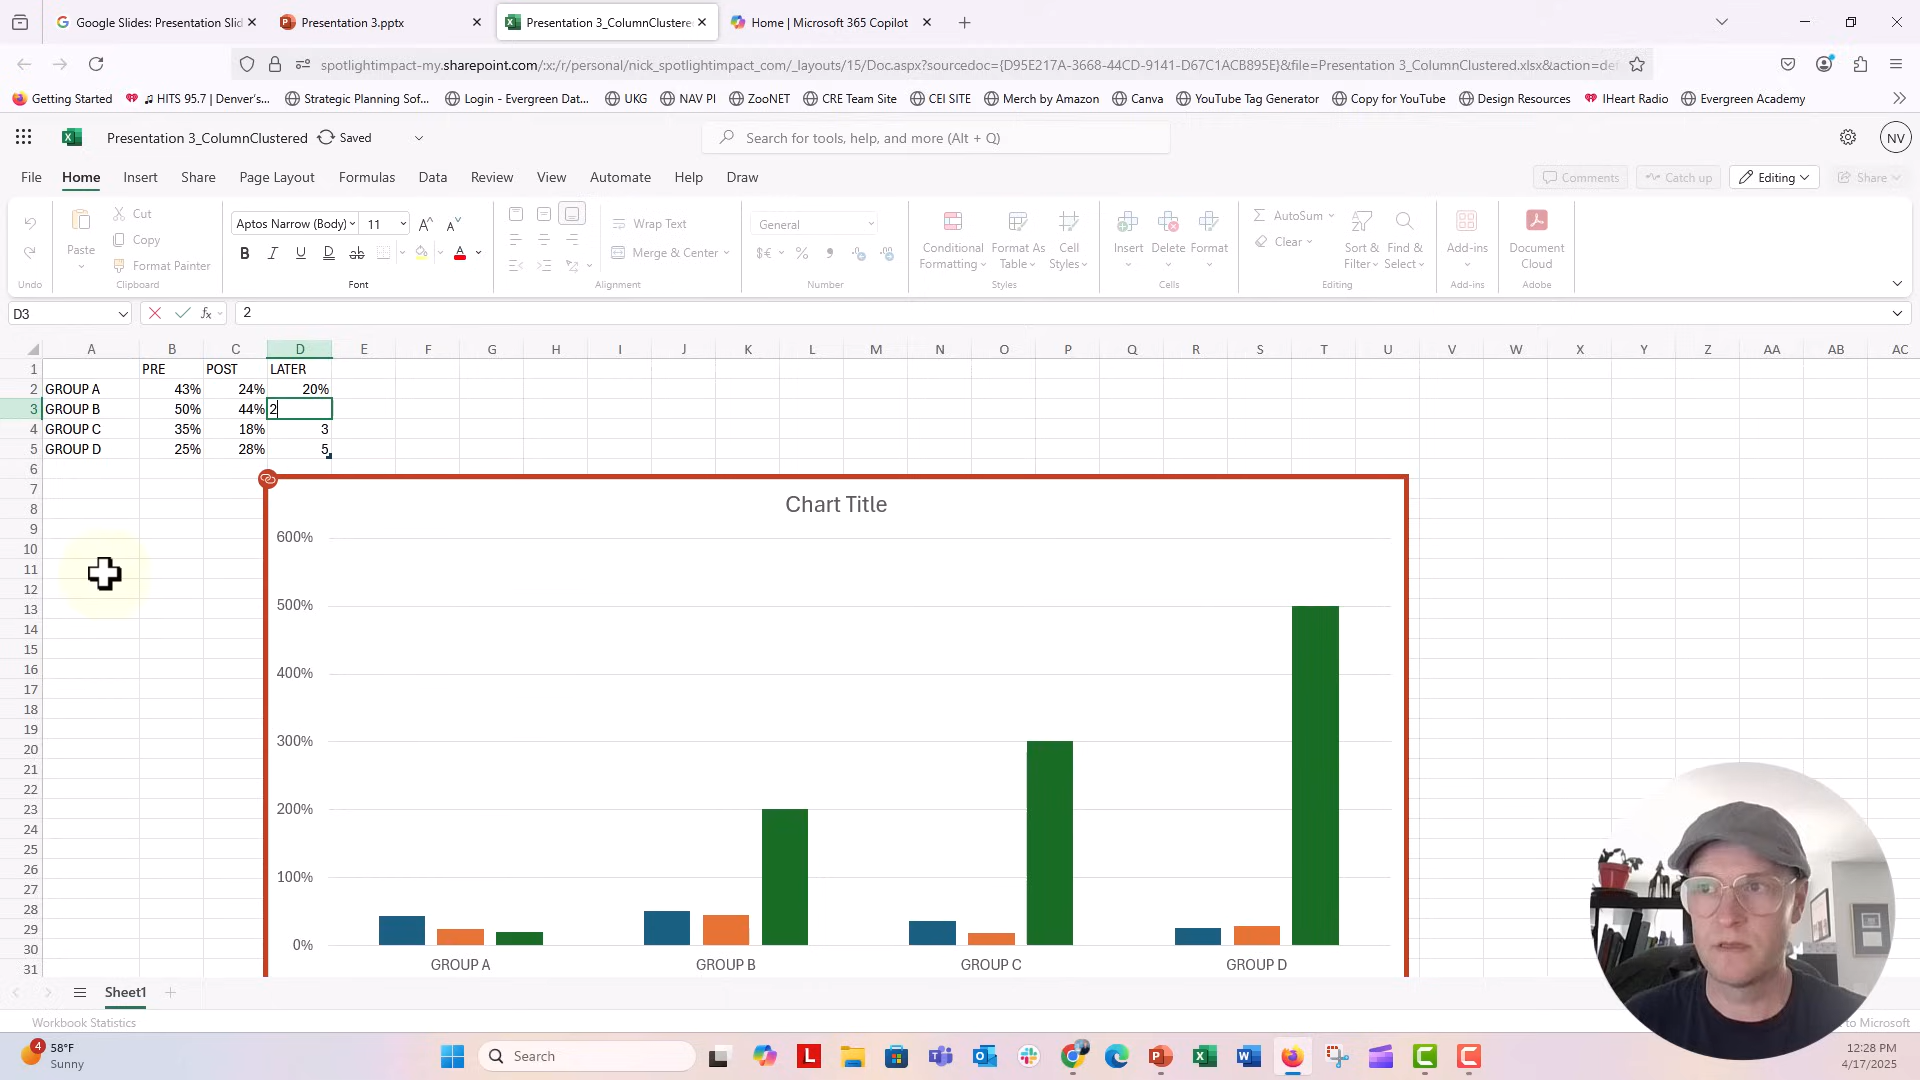 Google Slides: Presentation Slid
Presentation 3.pptx
Presentation 3_ColumnClustere
Home | Microsoft 365 Copilot
spotlightimpact-my.sharepoint.com/:x:/r/personal/nick_spotlightimpact_com/_layouts/15/Doc.aspx?sourcedoc={D95E217A-3668-44CD-9141-D67C1ACB895E}&file=Presentation 3_ColumnClustered.xlsx&action=def
Getting Started
HITS 95.7 | Denver's...
Strategic Planning Sof...
Login - Evergreen Dat...
UKG
NAV PI
ZooNET
CRE Team Site
CEI SITE
Merch by Amazon
Canva
YouTube Tag Generator
Copy for YouTube
Design Resources
IHeart Radio
Evergreen Academy
Presentation 3_ColumnClustered
Saved
Search for tools, help, and more (Alt + Q)
NV
File Home Insert Share Page Layout Formulas Data Review View Automate Help Draw
Comments
Catch up
Editing
Share
Paste
Cut
Copy
Format Painter
Aptos Narrow (Body) 11
Wrap Text
Merge & Center
General
Conditional Formatting
Format As Table
Cell Styles
Insert
Delete
Format
AutoSum
Clear
Sort & Filter
Find & Select
Add-ins
Document Cloud
Undo Clipboard Font Alignment Number Styles Cells Editing Add-ins Adobe
D3
fx
2
A B C D E F G H I J K L M N O P Q R S T U V W X Y Z AA AB AC
1 PRE POST LATER
2 GROUP A 43% 24% 20%
3 GROUP B 50% 44% 2
4 GROUP C 35% 18% 3
5 GROUP D 25% 28% 5
6
7
8
9
10
11
12
13
14
15
16
17
18
19
20
21
22
23
24
25
26
27
28
29
30
31
Chart Title
600%
500%
400%
300%
200%
100%
0%
GROUP A GROUP B GROUP C GROUP D
Sheet1
Workbook Statistics
to Microsoft
4
58°F
Sunny
Search
12:28 PM
4/17/2025